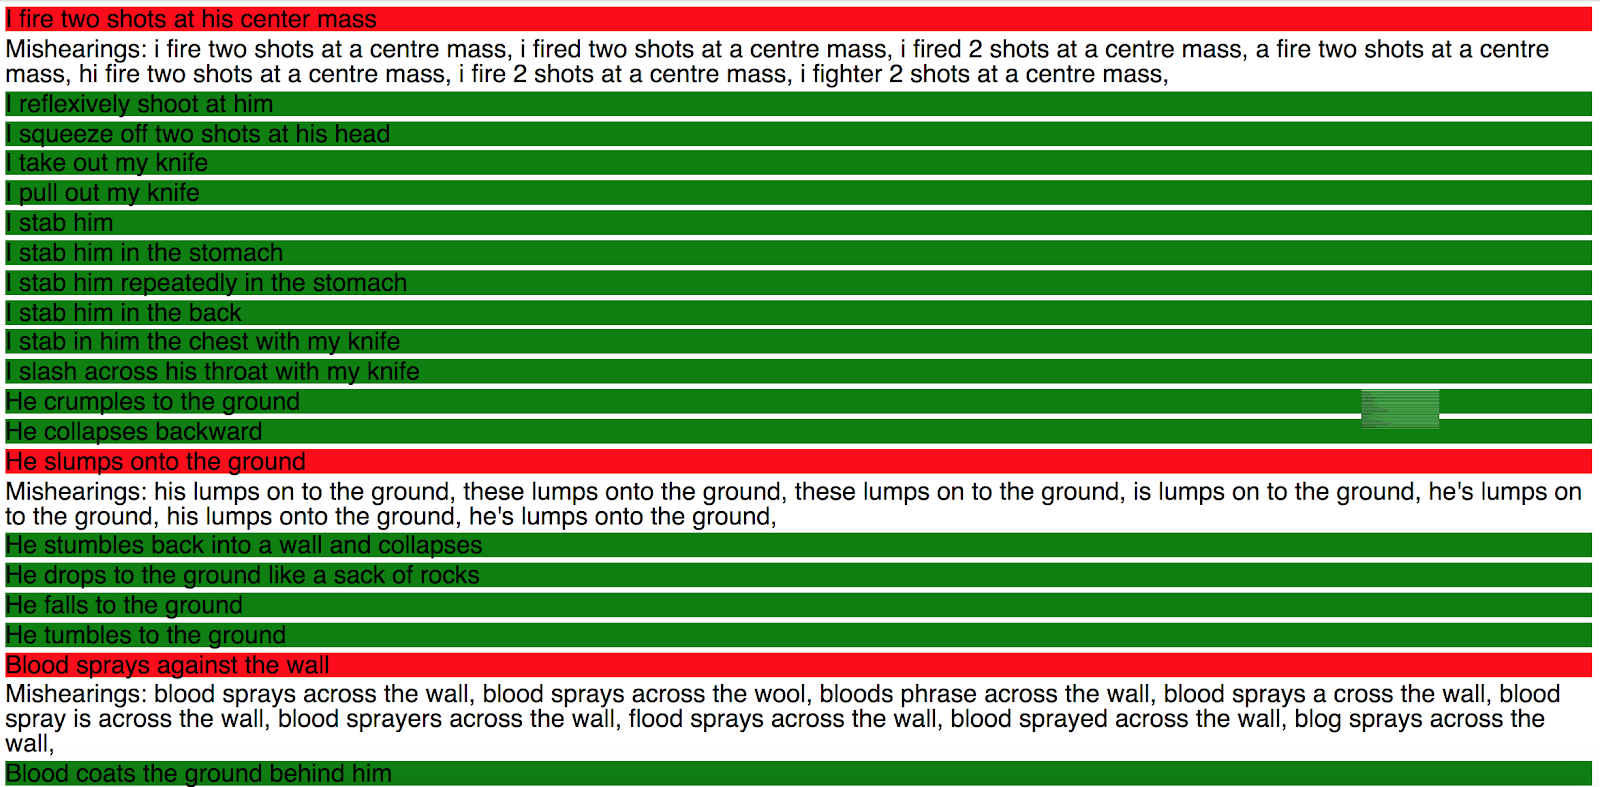 I fire two shots at his center mass
Mishearings: i fire two shots at a centre mass, i fired two shots at a centre mass, i fired 2 shots at a centre mass, a fire two shots at a centre
mass, hi fire two shots at a centre mass, i fire 2 shots at a centre mass, i fighter 2 shots at a centre mass,
I reflexively shoot at him
I squeeze off two shots at his head
I take out my knife
I pull out my knife
I stab him
I stab him in the stomach
I stab him repeatedly in the stomach
I stab him in the back
I stab in him the chest with my knife
I slash across his throat with my knife
He crumples to the ground
He collapses backward
He slumps onto the ground
Mishearings: his lumps on to the ground, these lumps onto the ground, these lumps on to the ground, is lumps on to the ground, he's lumps on
to the ground, his lumps onto the ground, he's lumps onto the ground,
He stumbles back into a wall and collapses
He drops to the ground like a sack of rocks
He falls to the ground
He tumbles to the ground
Blood sprays against the wall
Mishearings: blood sprays across the wall, blood sprays across the wool, bloods phrase across the wall, blood sprays a cross the wall, blood
spray is across the wall, blood sprayers across the wall, flood sprays across the wall, blood sprayed across the wall, blog sprays across the
wall,
Blood coats the ground behind him